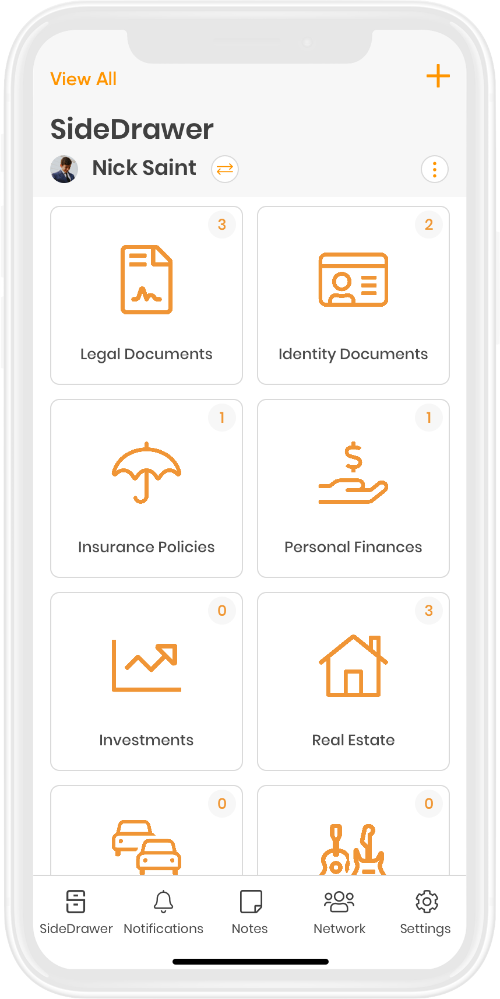 View All
SideDrawer
Nick Saint
3
2
Legal Documents
Identity Documents
1
1
$
Insurance Policies
Personal Finances
0
3
Investments
Real Estate
0
0
SideDrawer
Notifications
Notes
Network
Settings